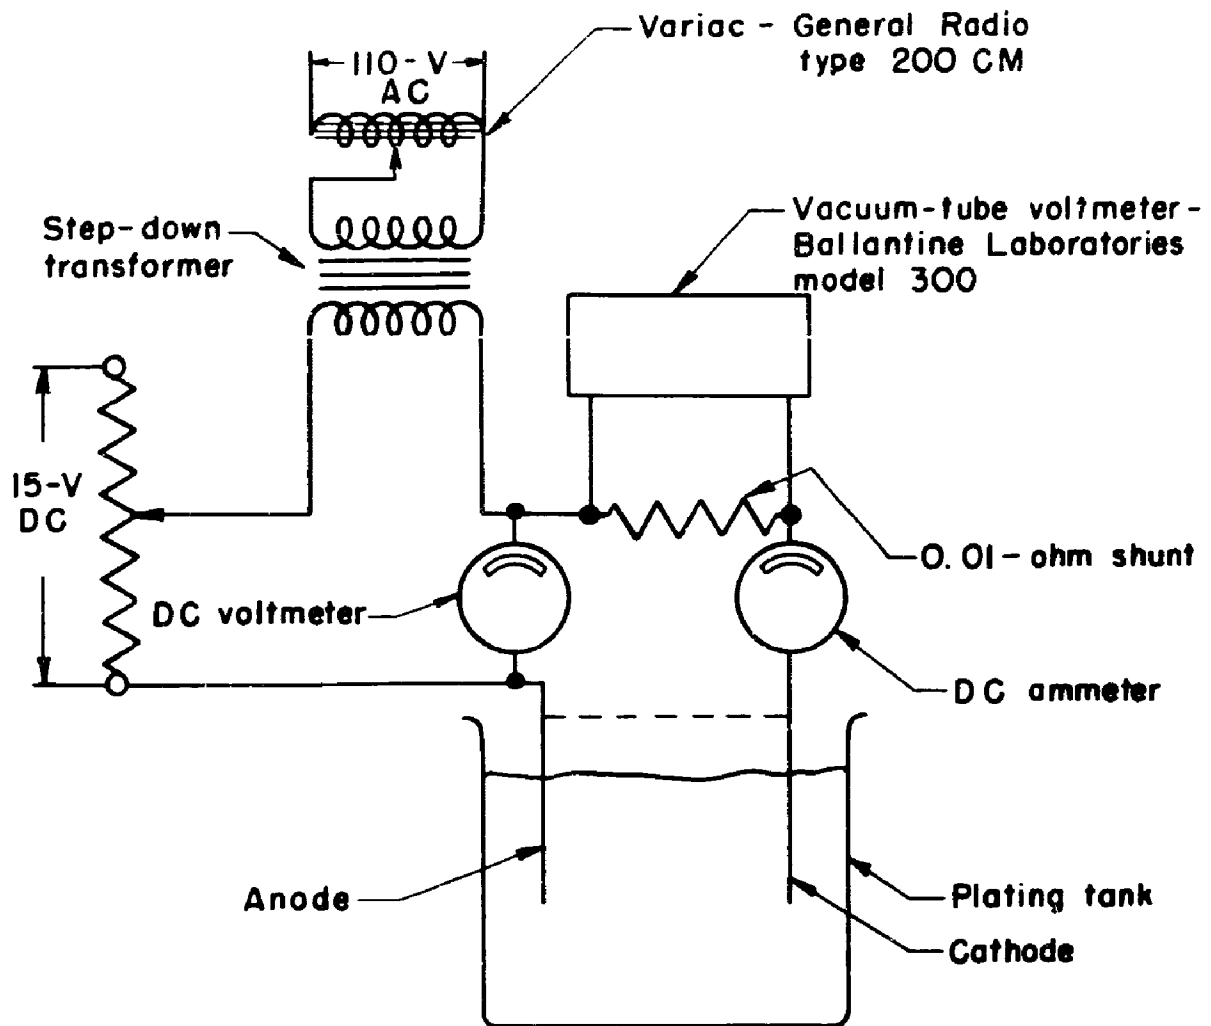 Variac - General Radio
type 200 CM
110-V
AC
Step-down
transformer
Vacuum-tube voltmeter-
Ballantine Laboratories
model 300
15-V
DC
0.01-ohm shunt
DC voltmeter
DC ammeter
Anode
Plating tank
Cathode